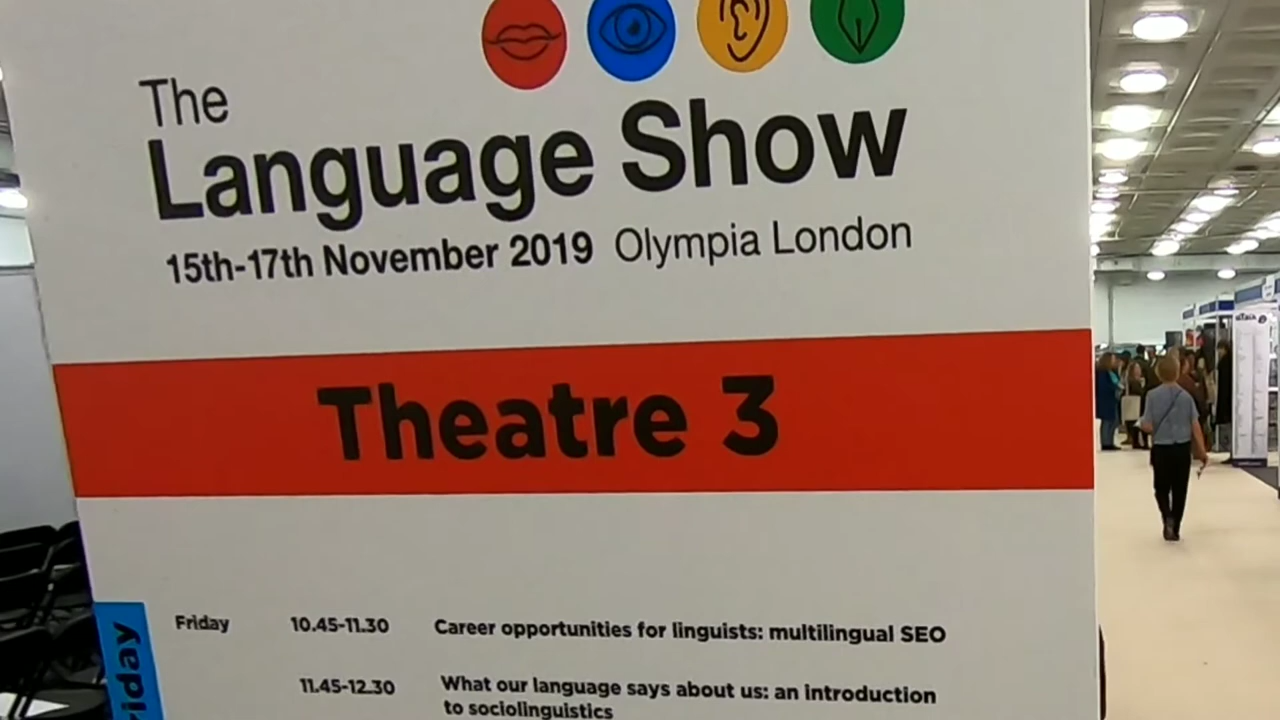 The
Language Show
15th-17th November 2019 Olympia London
Theatre 3
Friday 10.45-11.30 Career opportunities for linguists: multilingual SEO
11.45-12.30 What our language says about us: an introduction
to sociolinguistics